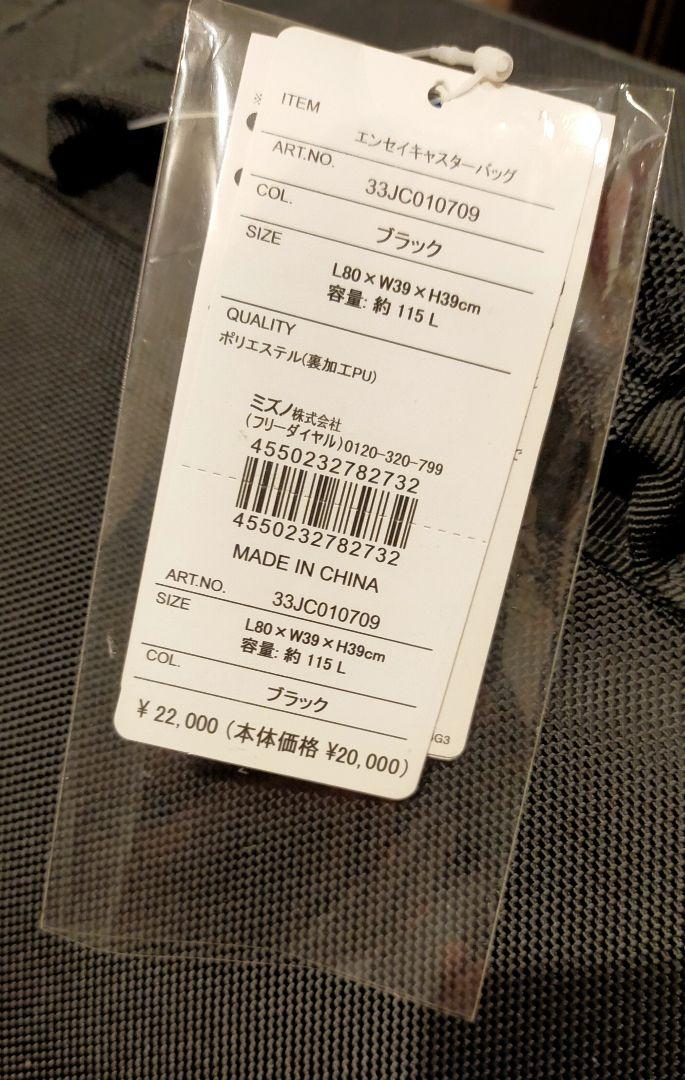 ※
ITEM
エンセイキャスターバッグ
ART.NO.
33JC010709
COL.
ブラック
SIZE
L80×W39×H39cm
容量: 約 115 L
QUALITY
ポリエステル(裏加工PU)
ミズノ株式会社
(フリーダイヤル)0120-320-799
4550232782732
4550232782732
MADE IN CHINA
ART.NO.
33JC010709
SIZE
L80×W39×H39cm
容量: 約 115 L
COL.
ブラック
¥ 22,000 (本体価格 ¥20,000)
G3